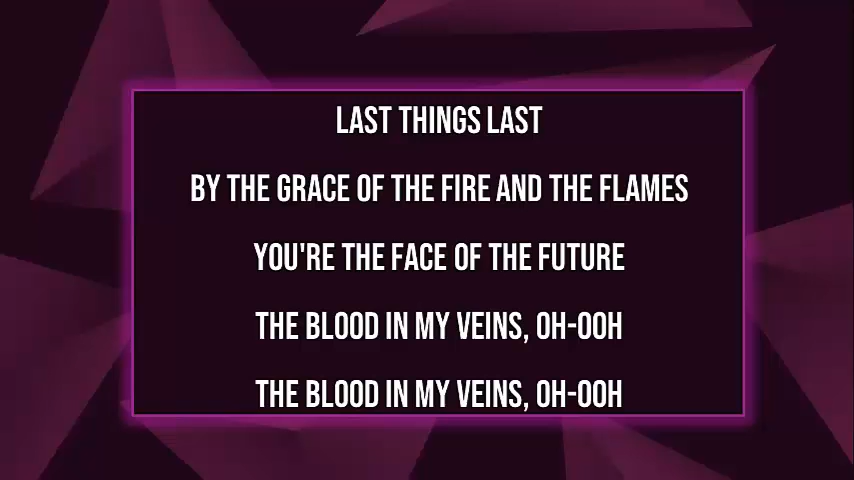 LAST THINGS LAST
BY THE GRACE OF THE FIRE AND THE FLAMES
YOU'RE THE FACE OF THE FUTURE
THE BLOOD IN MY VEINS, OH-OOH
THE BLOOD IN MY VEINS, OH-OOH